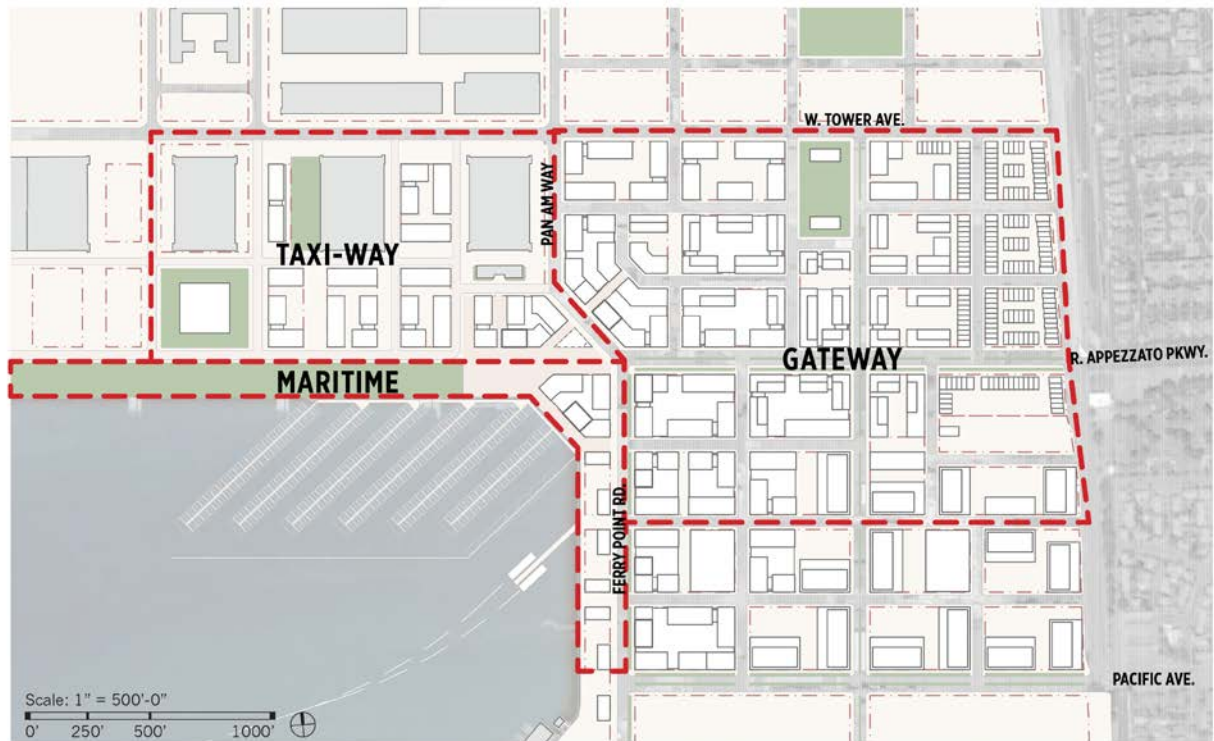 W. TOWER AVE.
PAN AM WAY
TAXI-WAY
GATEWAY
R. APPEZZATO PKWY.
MARITIME
FERRY POINT RD.
PACIFIC AVE.
Scale: 1" = 500'-0"
0' 250' 500' 1000'